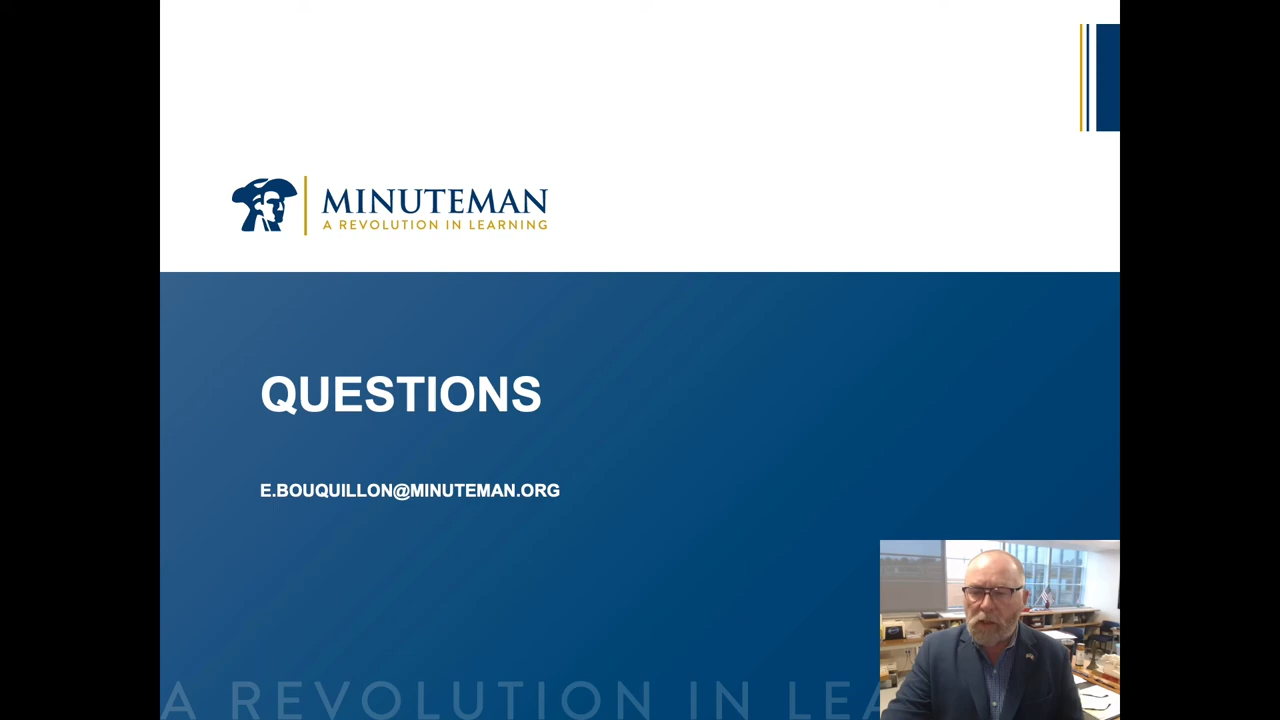 MINUTEMAN
A REVOLUTION IN LEARNING
QUESTIONS
E.BOUQUILLON@MINUTEMAN.ORG
A REVOLUTION IN LEA